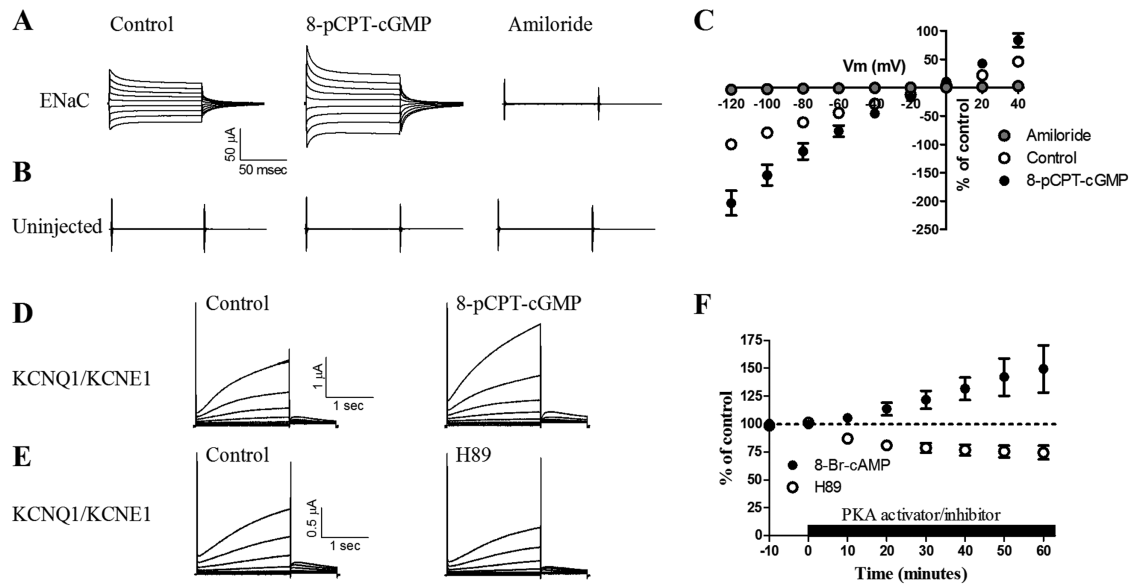 A
Control
8-pCPT-cGMP
Amiloride
ENaC
50 µA
50 msec
B
Uninjected
C
Vm (mV)
100
50
-50
-100
-150
-200
-250
-120
-100
-80
-60
-40
-20
20
40
% of control
Amiloride
Control
8-pCPT-cGMP
D
Control
8-pCPT-cGMP
KCNQ1/KCNE1
1 µA
1 sec
E
Control
H89
KCNQ1/KCNE1
0.5 µA
1 sec
F
% of control
175
150
125
100
75
50
25
0
8-Br-cAMP
H89
PKA activator/inhibitor
-10
0
10
20
30
40
50
60
Time (minutes)